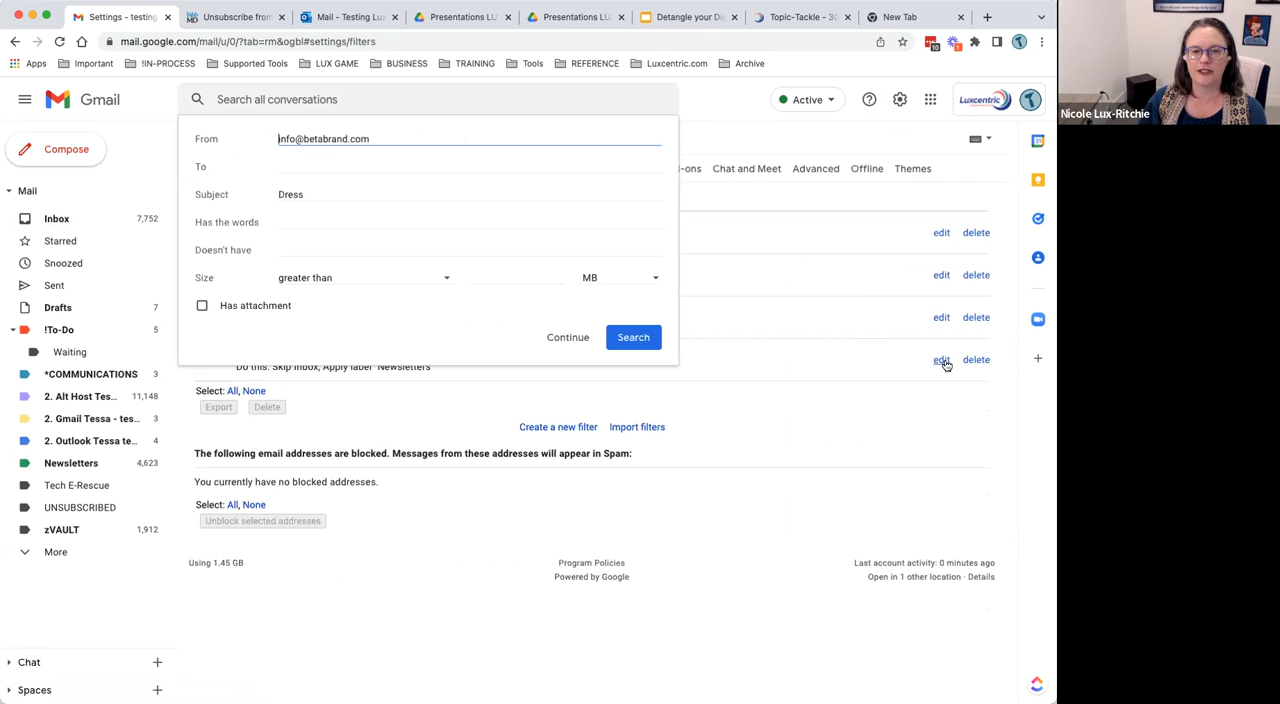 Settings - testing
Unsubscribe from
Mail - Testing Lux
Presentations LU
Presentations LU
Detangle your Di
Topic-Tackle - 30
New Tab
mail.google.com/mail/u/0/?tab=rm&ogbl#settings/filters
10
1
Apps
Important
!IN-PROCESS
Supported Tools
LUX GAME
BUSINESS
TRAINING
Tools
REFERENCE
Luxcentric.com
Archive
Gmail
Search all conversations
Active
Luxcentric
Compose
From info@betabrand.com
To
Subject Dress
Has the words
Doesn't have
Size greater than MB
Has attachment
Continue Search
-ons Chat and Meet Advanced Offline Themes
edit delete
edit delete
edit delete
edit delete
Do this: Skip Inbox, Apply label "Newsletters"
Select: All, None
Export Delete
Create a new filter Import filters
The following email addresses are blocked. Messages from these addresses will appear in Spam:
You currently have no blocked addresses.
Select: All, None
Unblock selected addresses
Using 1.45 GB
Program Policies
Powered by Google
Last account activity: 0 minutes ago
Open in 1 other location · Details
Mail
Inbox 7,752
Starred
Snoozed
Sent
Drafts 7
!To-Do 5
Waiting
*COMMUNICATIONS 3
2. Alt Host Tes... 11,148
2. Gmail Tessa - tes... 3
2. Outlook Tessa te... 4
Newsletters 4,623
Tech E-Rescue
UNSUBSCRIBED
zVAULT 1,912
More
Chat
Spaces
Nicole Lux-Ritchie